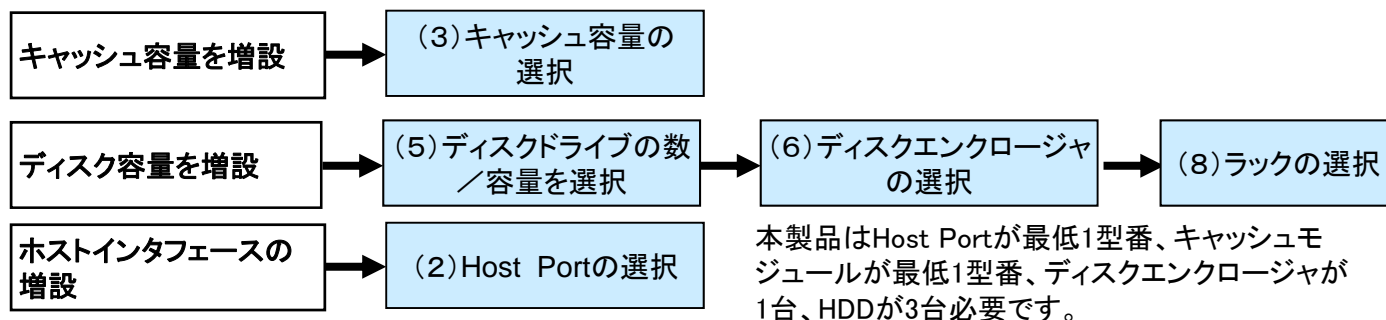 キャッシュ容量を増設
(3)キャッシュ容量の
選択
ディスク容量を増設
(5)ディスクドライブの数
/容量を選択
(6)ディスクエンクロージャ
の選択
(8)ラックの選択
ホストインタフェースの
増設
(2)Host Portの選択
本製品はHost Portが最低1型番、キャッシュモ
ジュールが最低1型番、ディスクエンクロージャが
1台、HDDが3台必要です。